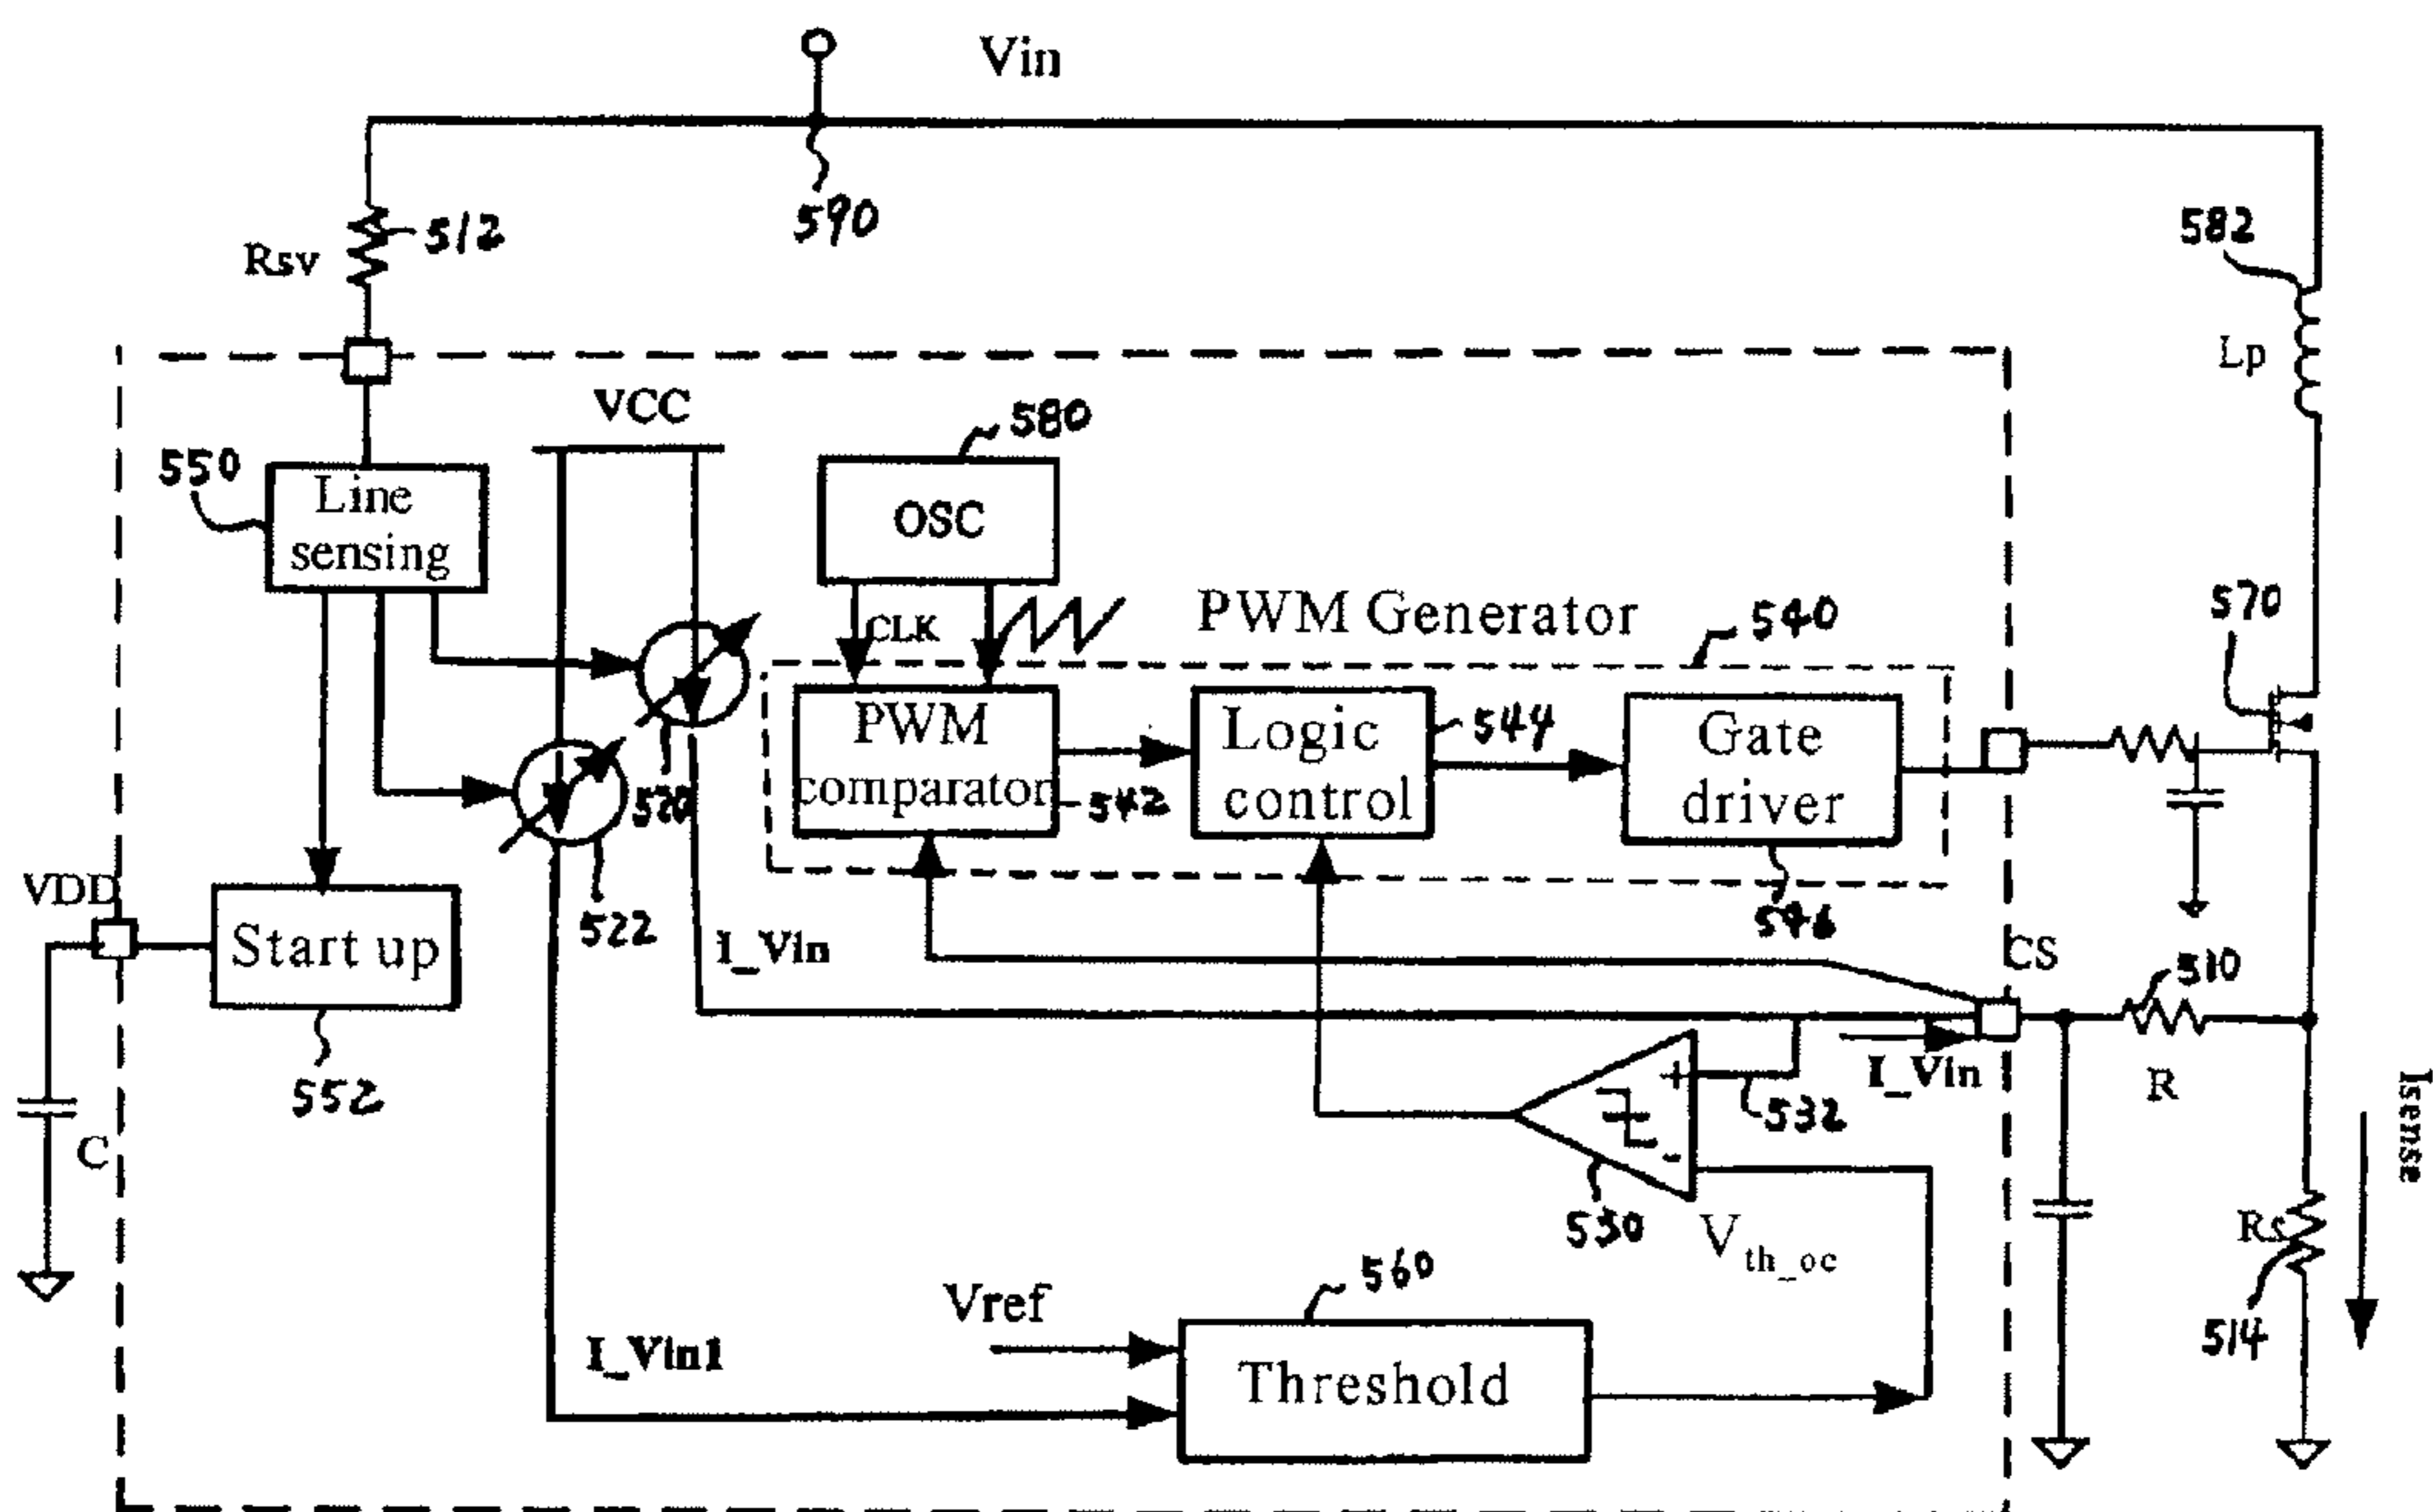 Vin
590
Rsv
512
582
Lp
VCC
580
550
Line
sensing
OSC
CLK
PWM Generator
540
570
PWM
comparator
542
Logic
control
544
Gate
driver
546
520
522
VDD
Start up
552
C
I_Vin
CS
510
R
I_Vin
+
532
-
530
Vth_oc
Isense
Rs
514
Vref
560
I_Vin1
Threshold